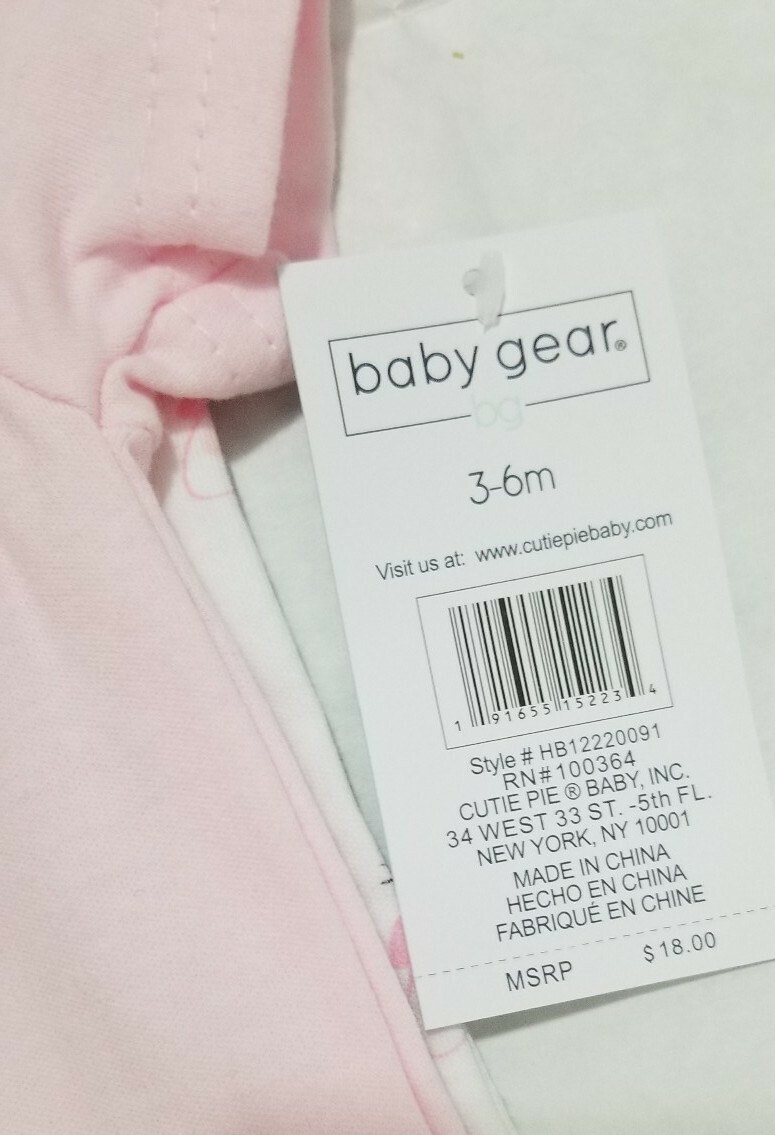 baby gear®
bg
3-6m
Visit us at: www.cutiepiebaby.com
1 91655 15223 4
Style # HB12220091
RN#100364
CUTIE PIE ® BABY, INC.
34 WEST 33 ST. -5th FL.
NEW YORK, NY 10001
MADE IN CHINA
HECHO EN CHINA
FABRIQUÉ EN CHINE
MSRP $18.00